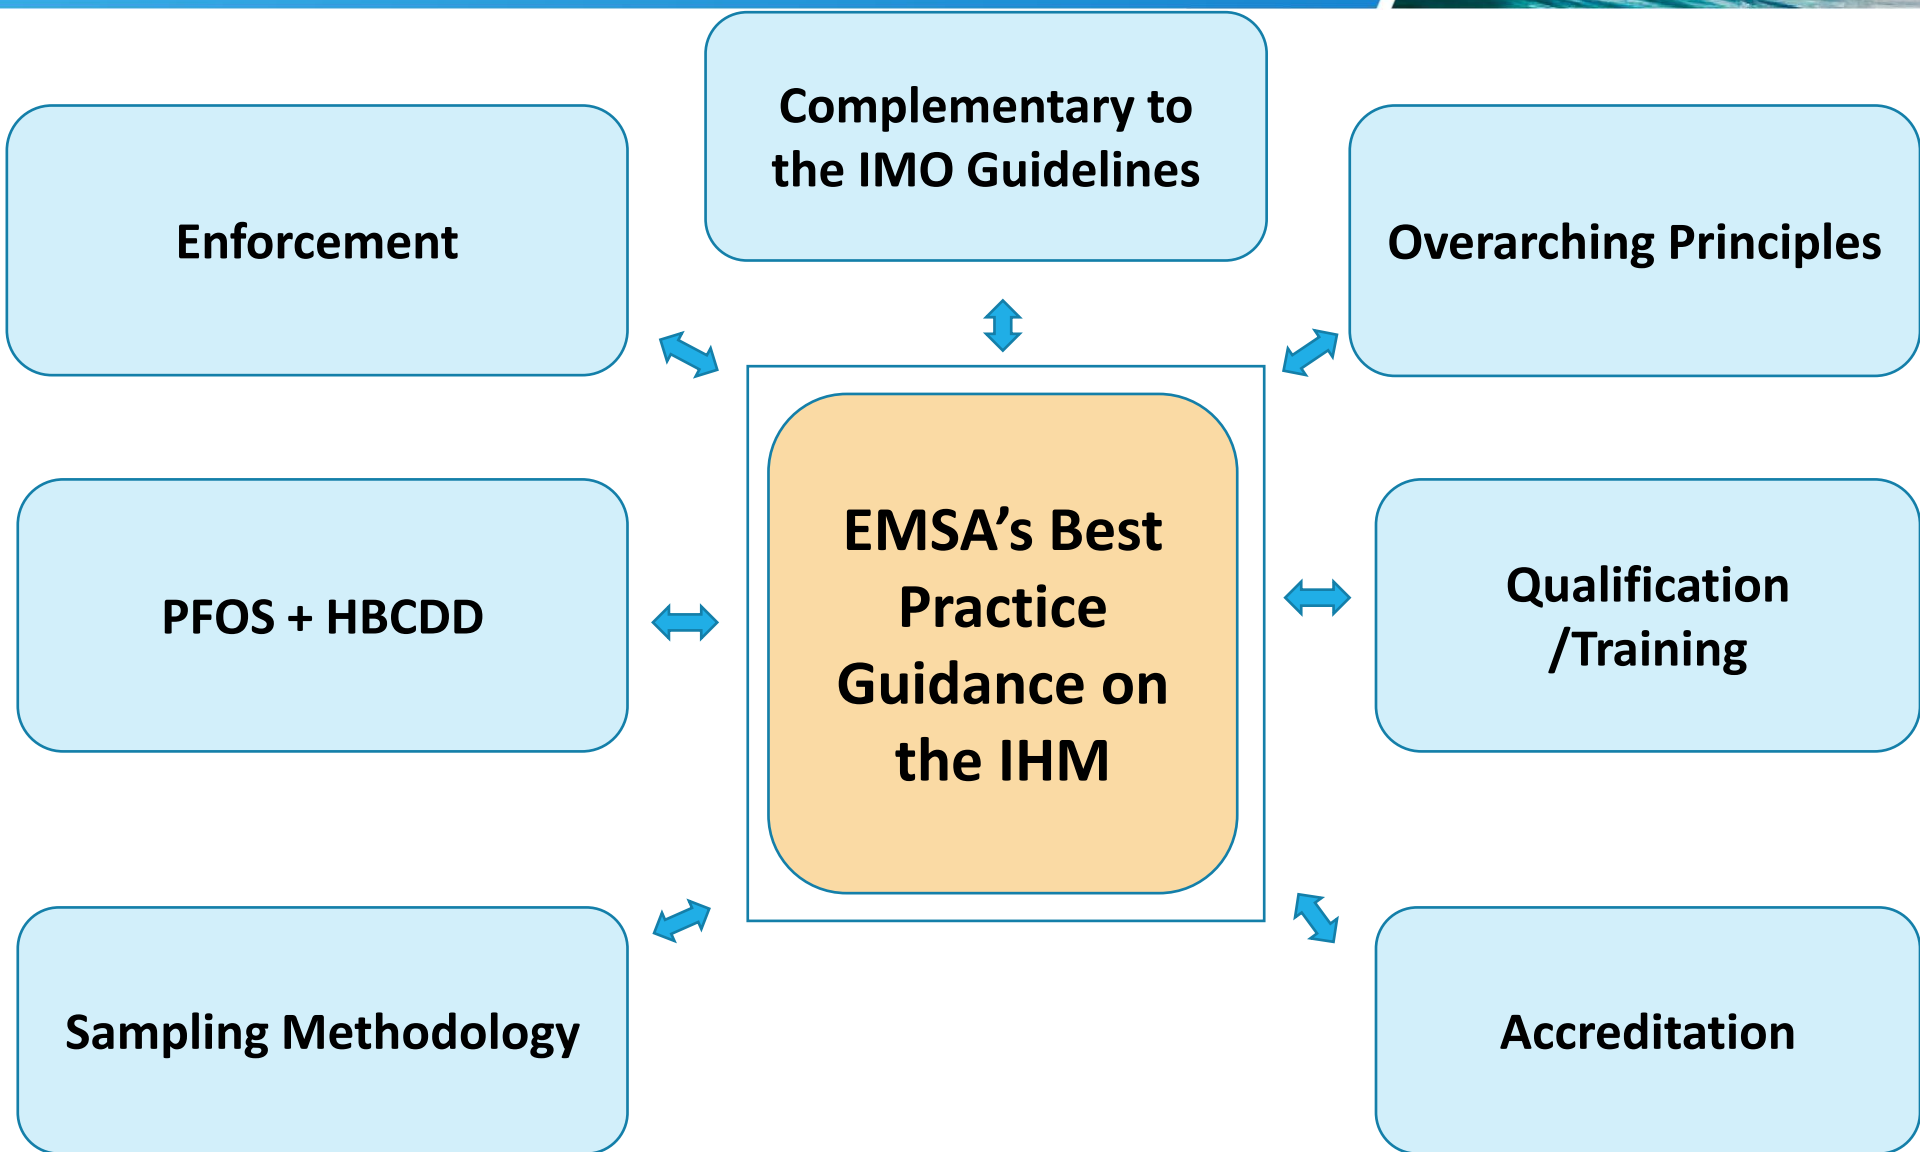 Complementary to
the IMO Guidelines
Enforcement
Overarching Principles
EMSA’s Best
Practice
Guidance on
the IHM
PFOS + HBCDD
Qualification
/Training
Sampling Methodology
Accreditation